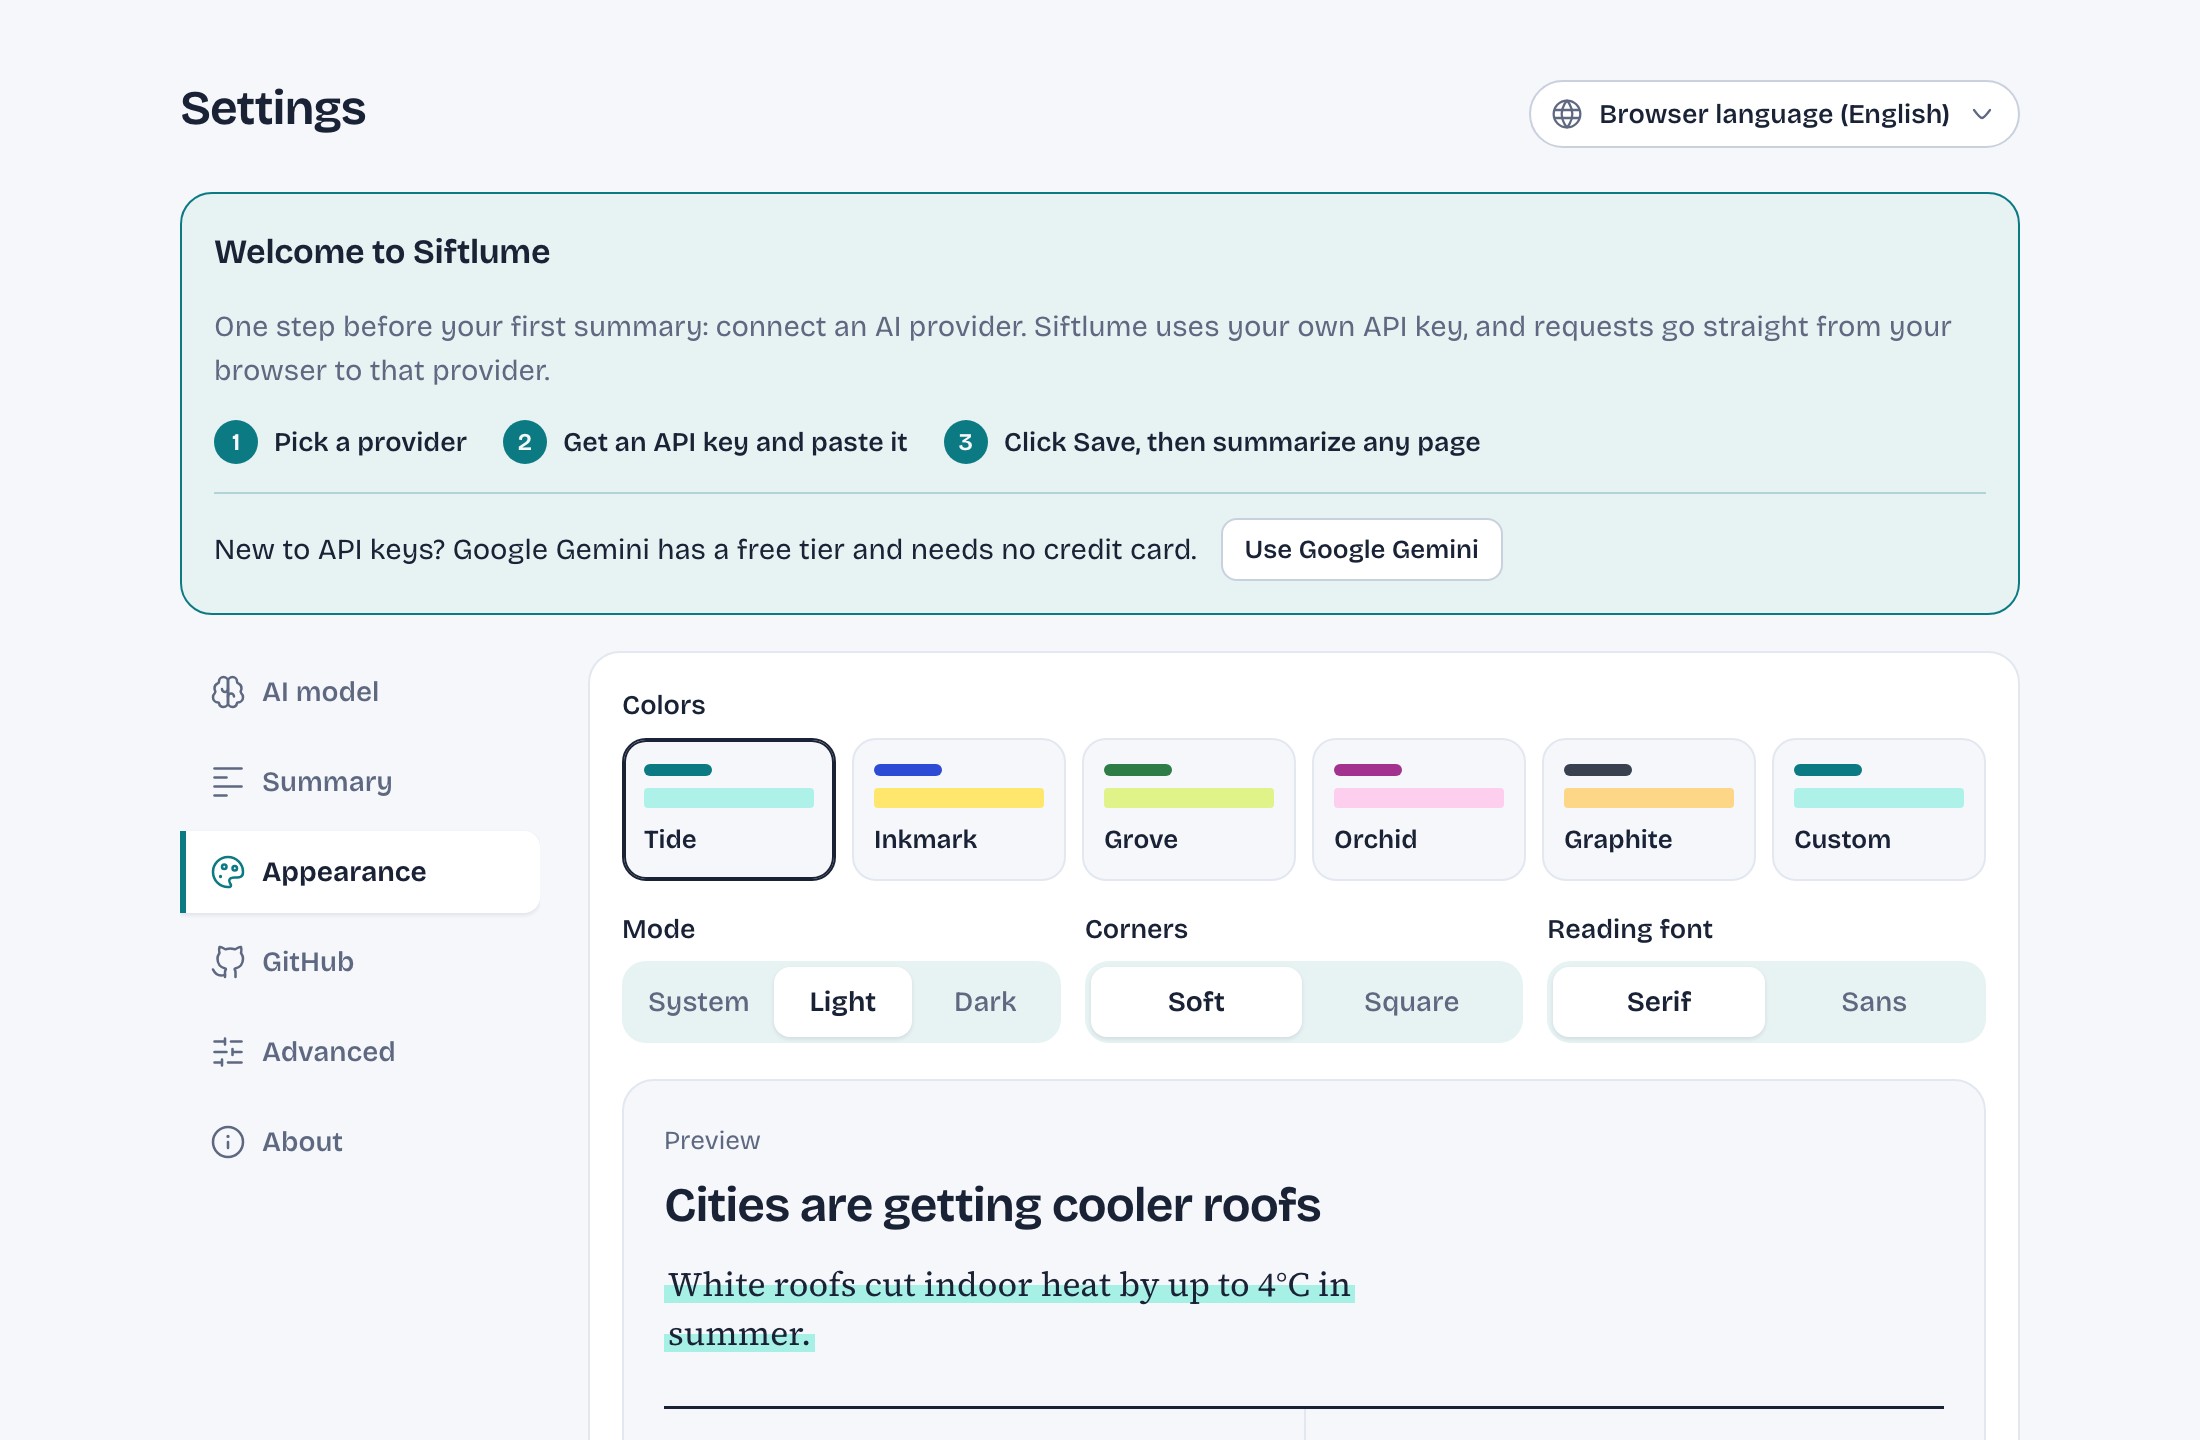 Settings
Browser language (English)
Welcome to Siftlume
One step before your first summary: connect an AI provider. Siftlume uses your own API key, and requests go straight from your
browser to that provider.
1 Pick a provider 2 Get an API key and paste it 3 Click Save, then summarize any page
New to API keys? Google Gemini has a free tier and needs no credit card. Use Google Gemini
AI model
Summary
Appearance
GitHub
Advanced
About
Colors
Tide Inkmark Grove Orchid Graphite Custom
Mode Corners Reading font
System Light Dark Soft Square Serif Sans
Preview
Cities are getting cooler roofs
White roofs cut indoor heat by up to 4°C in
summer.